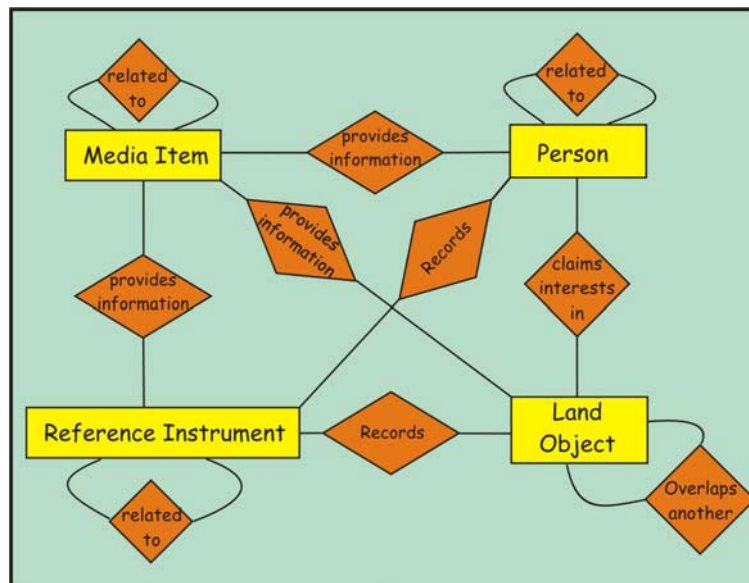 related
to
related
to
Media Item
provides
information
Person
provides
information
Records
provides
information
claims
interests
in
Reference Instrument
Records
Land
Object
related
to
Overlaps
another